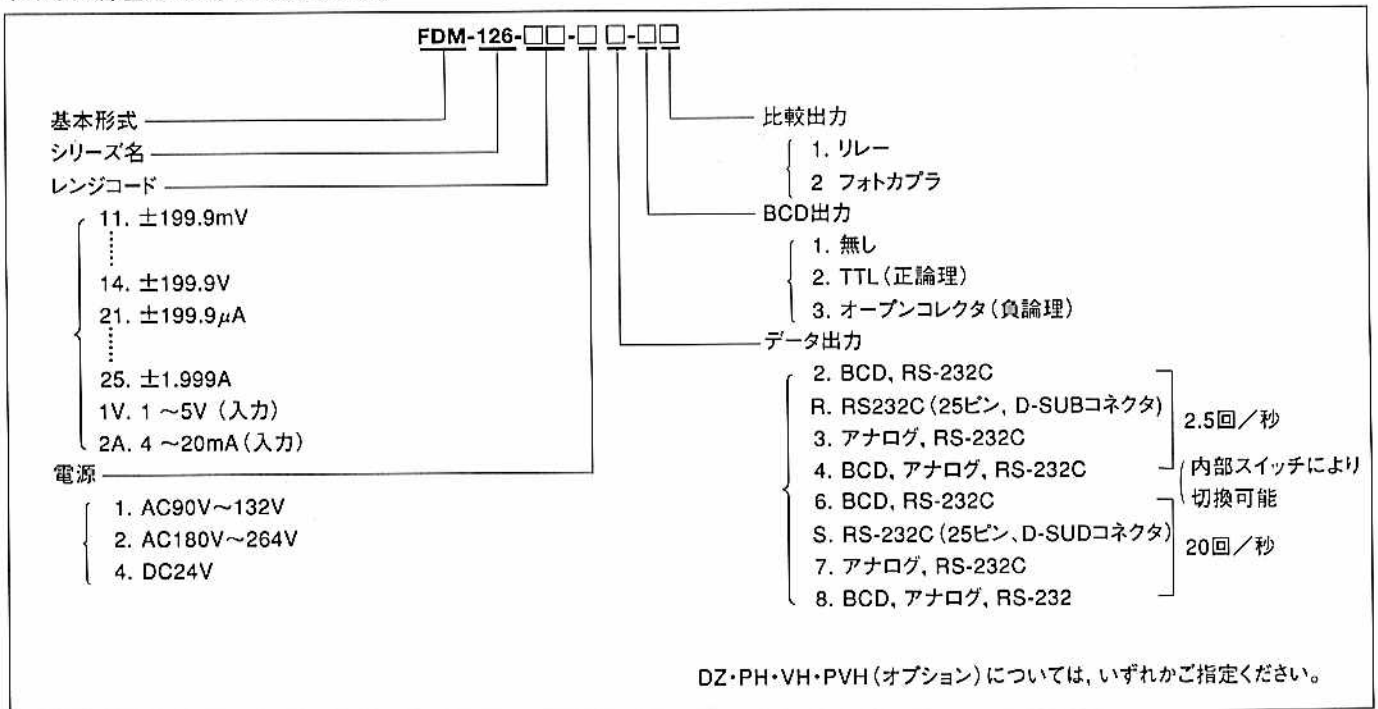 FDM-126-□□-□ □-□□
基本形式
シリーズ名
レンジコード
11. ±199.9mV
14. ±199.9V
21. ±199.9μA
25. ±1.999A
1V. 1 ~5V (入力)
2A. 4 ~20mA(入力)
電源
1. AC90V~132V
2. AC180V~264V
4. DC24V
比較出力
1. リレー
2 フォトカプラ
BCD出力
1. 無し
2. TTL(正論理)
3. オープンコレクタ(負論理)
データ出力
2. BCD, RS-232C
R. RS232C(25ピン, D-SUBコネクタ)
3. アナログ, RS-232C
4. BCD, アナログ, RS-232C
2.5回/秒
6. BCD, RS-232C
S. RS-232C(25ピン、D-SUDコネクタ)
7. アナログ, RS-232C
8. BCD, アナログ, RS-232
20回/秒
内部スイッチにより
切換可能
DZ・PH・VH・PVH(オプション)については, いずれかご指定ください。